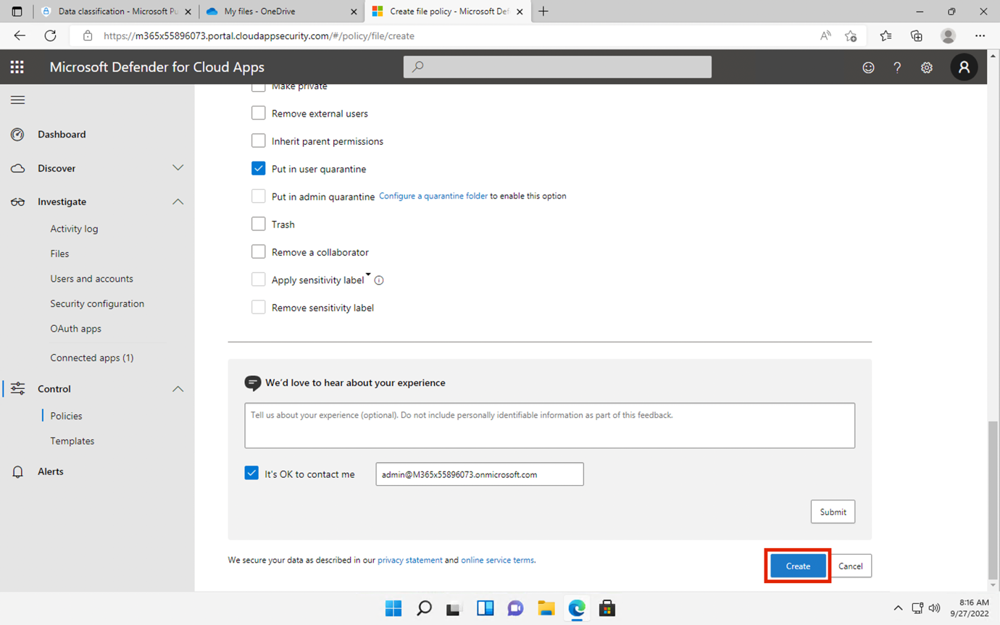 Data classification - Microsoft Pu
My files - OneDrive
Create file policy - Microsoft Def
https://m365x55896073.portal.cloudappsecurity.com/#/policy/file/create
Microsoft Defender for Cloud Apps
Make private
Remove external users
Inherit parent permissions
Put in user quarantine
Put in admin quarantine Configure a quarantine folder to enable this option
Trash
Remove a collaborator
Apply sensitivity label
Remove sensitivity label
Dashboard
Discover
Investigate
Activity log
Files
Users and accounts
Security configuration
OAuth apps
Connected apps (1)
Control
Policies
Templates
Alerts
We'd love to hear about your experience
Tell us about your experience (optional). Do not include personally identifiable information as part of this feedback.
It's OK to contact me
admin@M365x55896073.onmicrosoft.com
Submit
We secure your data as described in our privacy statement and online service terms.
Create
Cancel
8:16 AM
9/27/2022